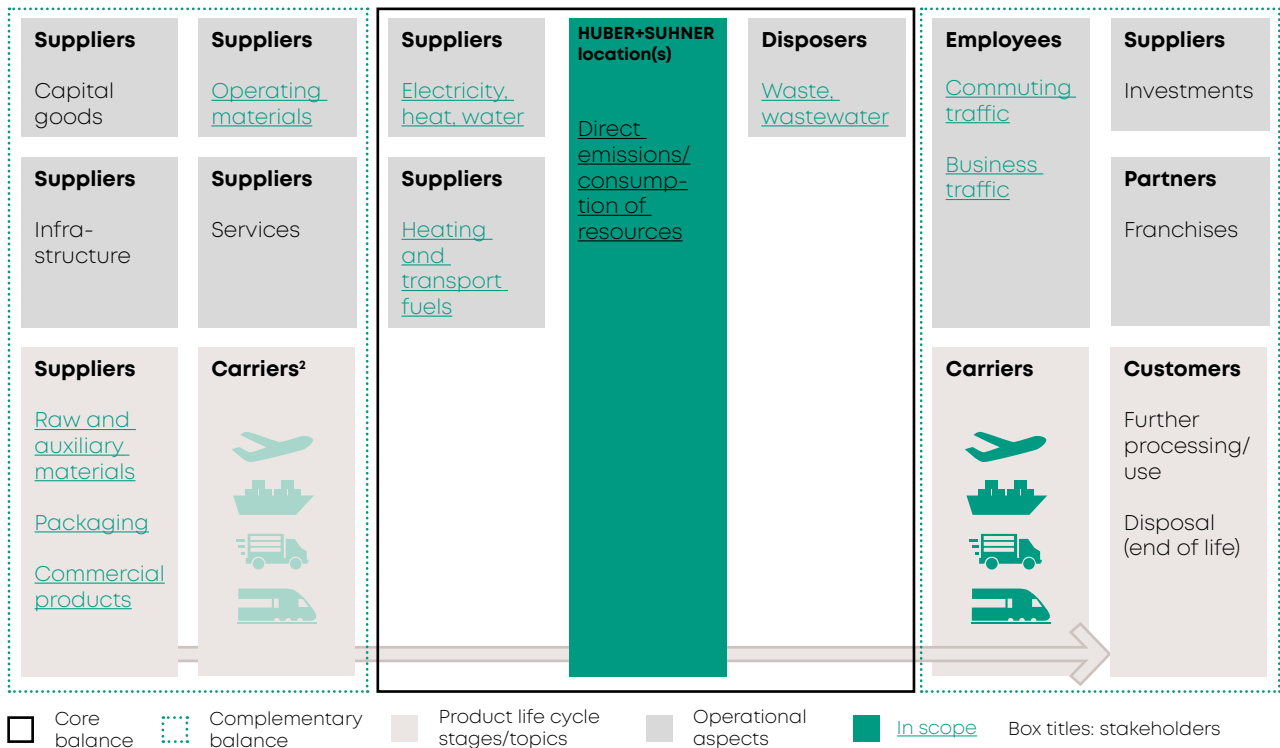 Suppliers
Capital
goods
Suppliers
Operating
materials
Suppliers
Electricity,
heat, water
HUBER+SUHNER
location(s)
Direct
emissions/
consump-
tion of
resources
Disposers
Waste,
wastewater
Employees
Commuting
traffic
Business
traffic
Suppliers
Investments
Suppliers
Infra-
structure
Suppliers
Services
Suppliers
Heating
and
transport
fuels
Partners
Franchises
Suppliers
Raw and
auxiliary
materials
Packaging
Commercial
products
Carriers²
Carriers
Customers
Further
processing/
use
Disposal
(end of life)
Core
balance
Complementary
balance
Product life cycle
stages/topics
Operational
aspects
In scope
Box titles: stakeholders